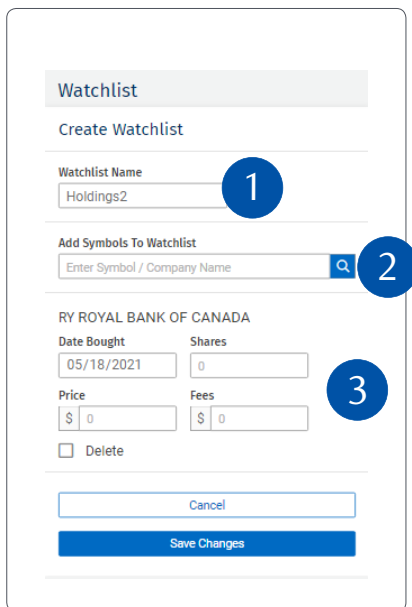 Watchlist
Create Watchlist
Watchlist Name
Holdings2
1
Add Symbols To Watchlist
Enter Symbol / Company Name
2
RY ROYAL BANK OF CANADA
Date Bought Shares
05/18/2021 0
3
Price Fees
$ 0 $ 0
Delete
Cancel
Save Changes